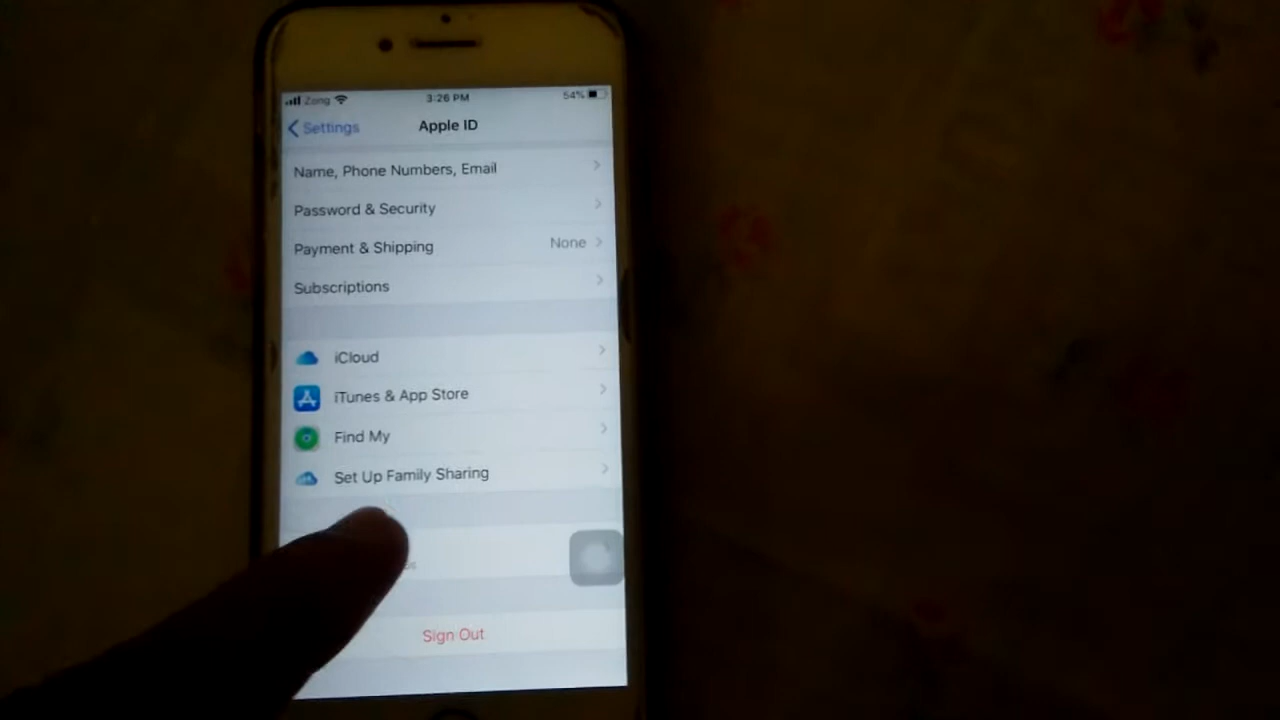 Zong 3:26 PM 54%
Settings Apple ID
Name, Phone Numbers, Email
Password & Security
Payment & Shipping None
Subscriptions
iCloud
iTunes & App Store
Find My
Set Up Family Sharing
Sign Out